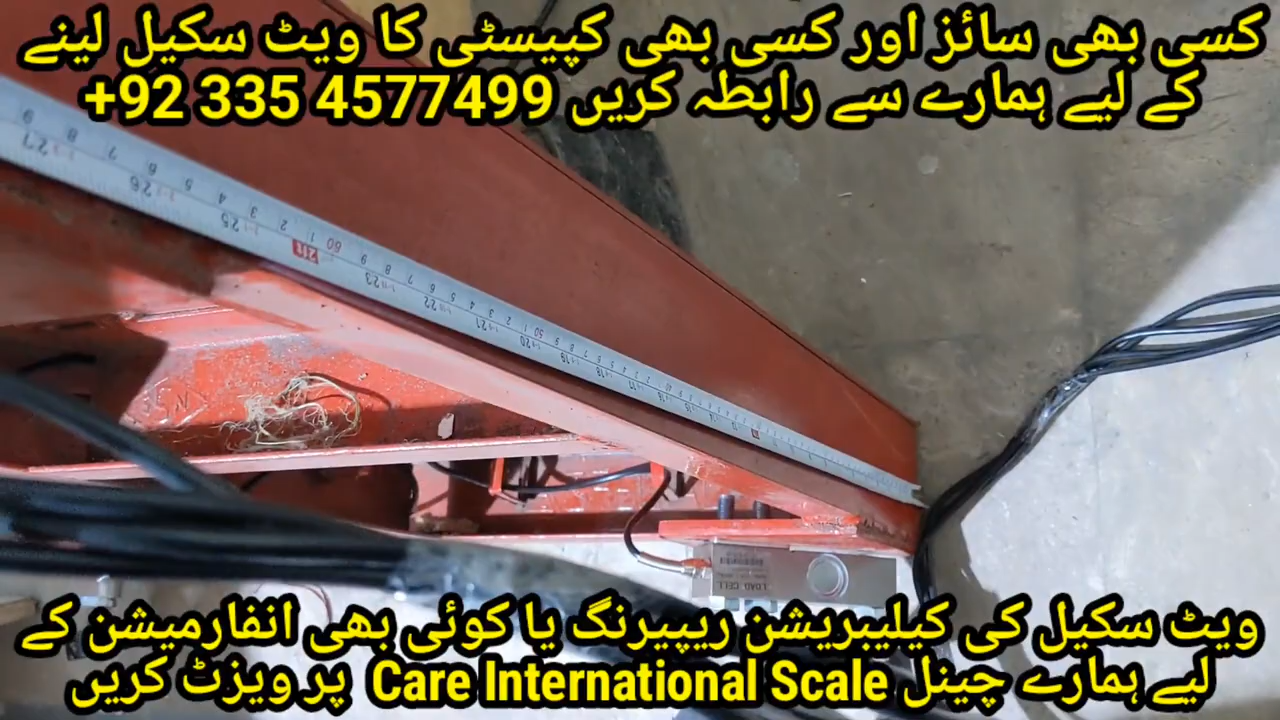 کسی بھی سائز اور کسی بھی کپیسٹی کا ویٹ سکیل لینے
کے لیے ہمارے سے رابطہ کریں +92 335 4577499
LOAD CELL
ویٹ سکیل کی کیلیبریشن ریپیرنگ یا کوئی بھی انفارمیشن کے
لیے ہمارے چینل Care International Scale پر ویزٹ کریں